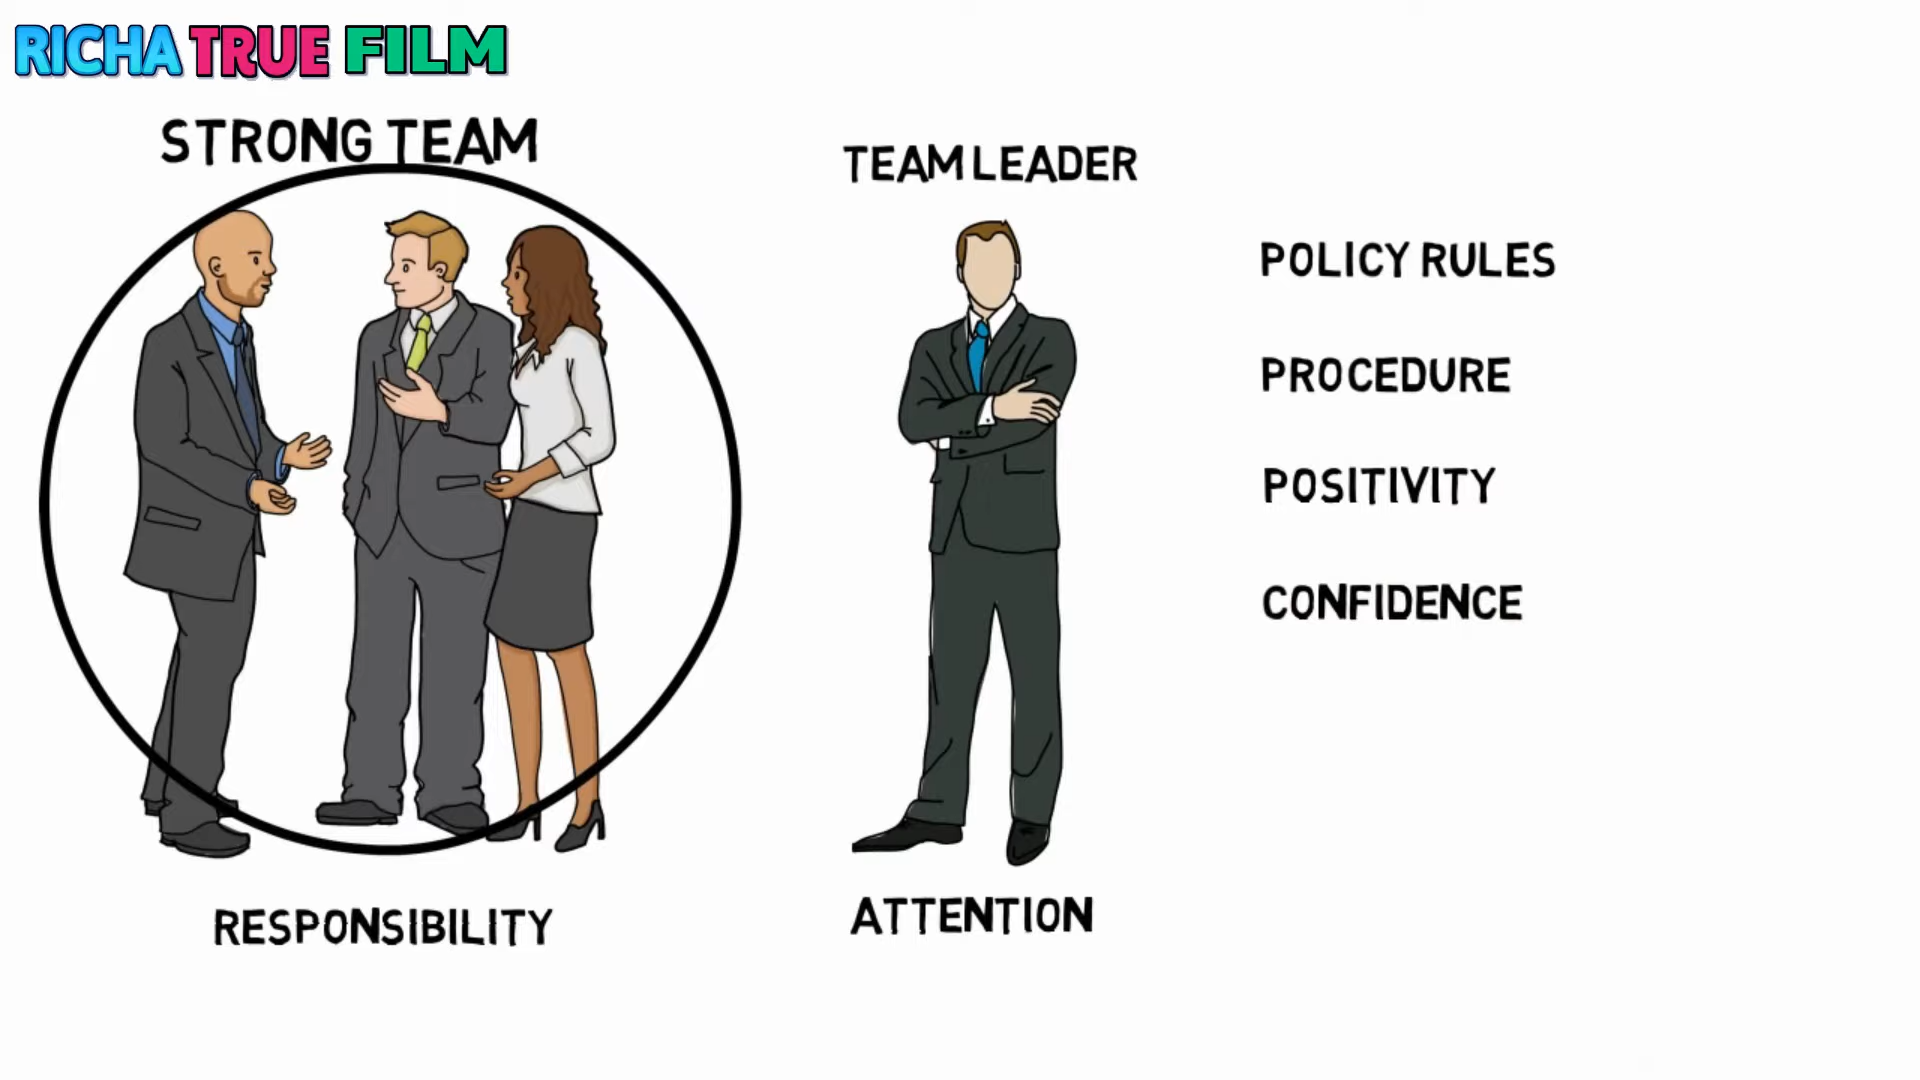 RICHA TRUE FILM
STRONG TEAM
RESPONSIBILITY
TEAM LEADER
ATTENTION
POLICY RULES
PROCEDURE
POSITIVITY
CONFIDENCE